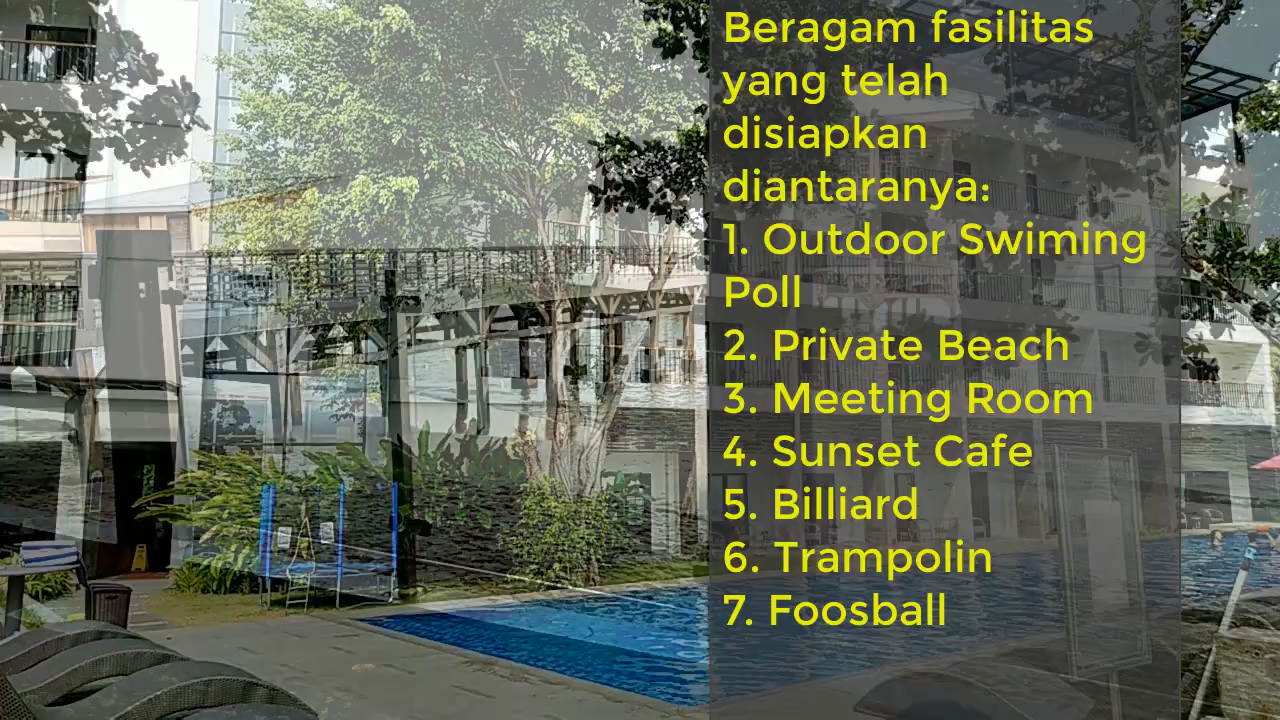 Beragam fasilitas
yang telah
disiapkan
diantaranya:
1. Outdoor Swiming
Poll
2. Private Beach
3. Meeting Room
4. Sunset Cafe
5. Billiard
6. Trampolin
7. Foosball